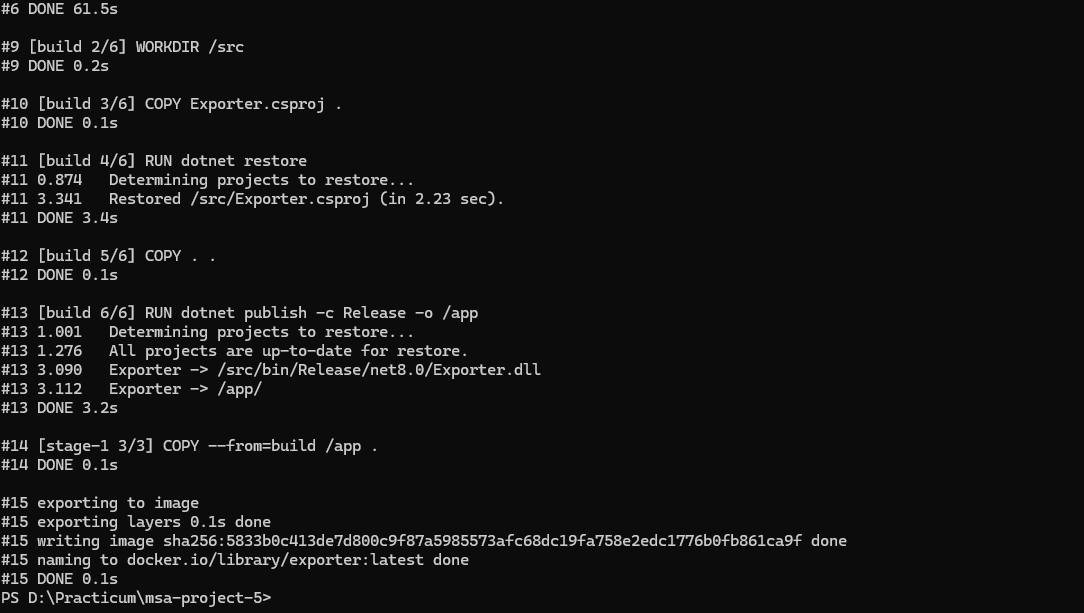 #6 DONE 61.5s
#9 [build 2/6] WORKDIR /src
#9 DONE 0.2s
#10 [build 3/6] COPY Exporter.csproj .
#10 DONE 0.1s
#11 [build 4/6] RUN dotnet restore
#11 0.874   Determining projects to restore...
#11 3.341   Restored /src/Exporter.csproj (in 2.23 sec).
#11 DONE 3.4s
#12 [build 5/6] COPY . .
#12 DONE 0.1s
#13 [build 6/6] RUN dotnet publish -c Release -o /app
#13 1.001   Determining projects to restore...
#13 1.276   All projects are up-to-date for restore.
#13 3.090   Exporter -> /src/bin/Release/net8.0/Exporter.dll
#13 3.112   Exporter -> /app/
#13 DONE 3.2s
#14 [stage-1 3/3] COPY --from=build /app .
#14 DONE 0.1s
#15 exporting to image
#15 exporting layers 0.1s done
#15 writing image sha256:5833b0c413de7d800c9f87a5985573afc68dc19fa758e2edc1776b0fb861ca9f done
#15 naming to docker.io/library/exporter:latest done
#15 DONE 0.1s
PS D:\Practicum\msa-project-5>